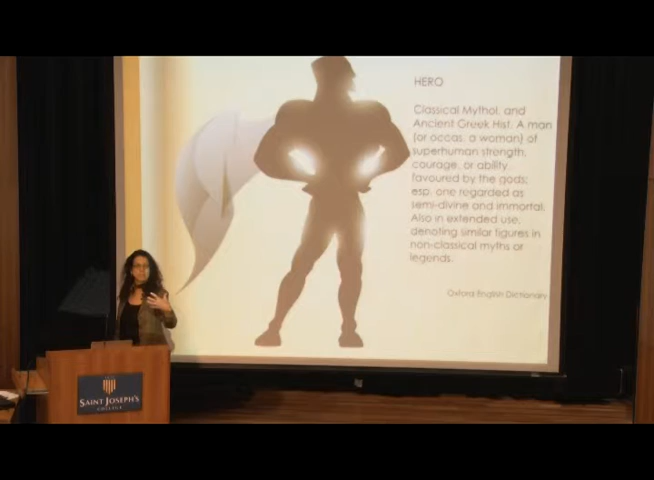 HERO
Classical Mythol. and
Ancient Greek Hist. A man
(or occas. a woman) of
superhuman strength,
courage, or ability,
favoured by the gods;
esp. one regarded as
semi-divine and immortal.
Also in extended use,
denoting similar figures in
non-classical myths or
legends.
Oxford English Dictionary
SAINT JOSEPH'S
COLLEGE